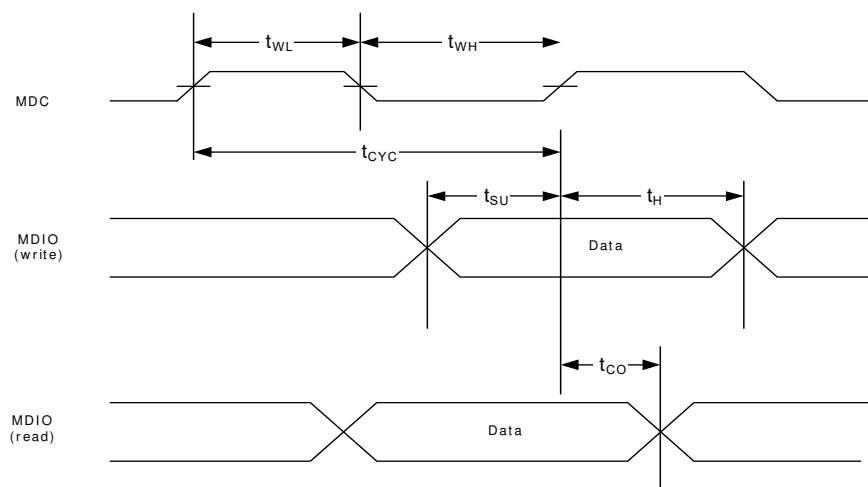 tWL
tWH
MDC
tCYC
tSU
tH
MDIO
(write)
Data
tCO
MDIO
(read)
Data